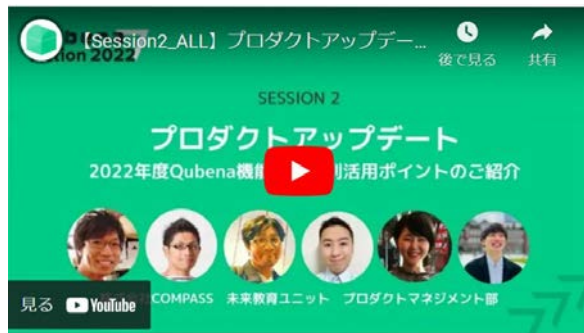 【Session2_ALL】プロダクトアップデー...
tion 2022
後で見る
共有
SESSION 2
プロダクトアップデート
2022年度Qubena機能
別活用ポイントのご紹介
COMPASS 未来教育ユニット プロダクトマネジメント部
見る YouTube